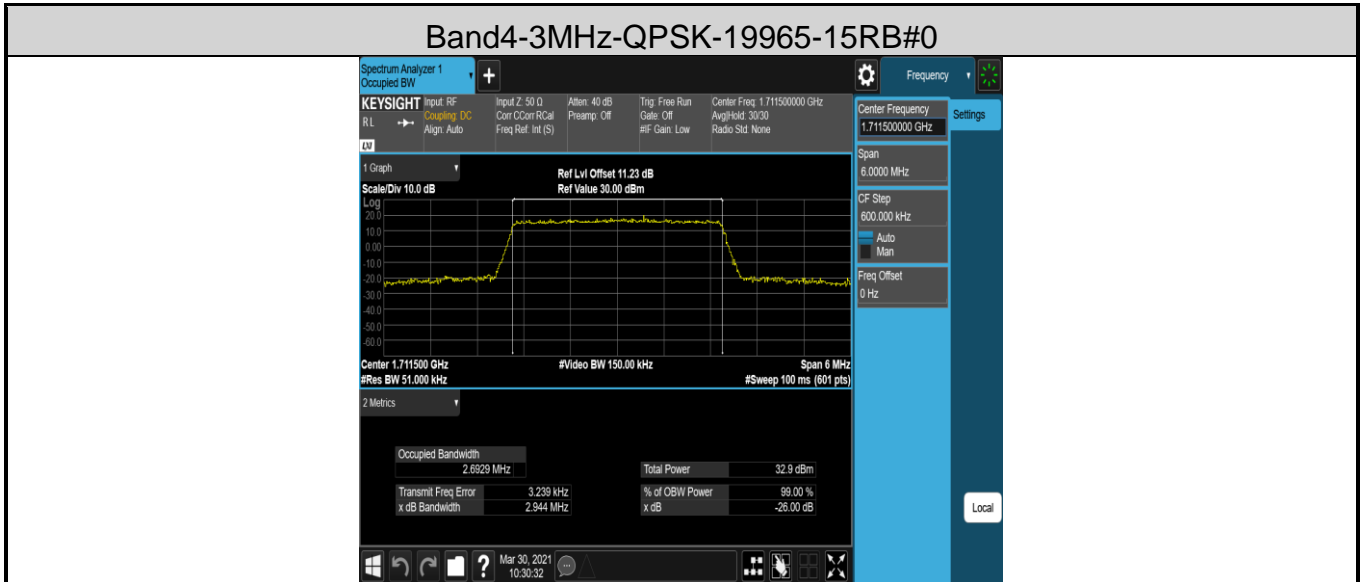 Band4-3MHz-QPSK-19965-15RB#0
Spectrum Analyzer 1
Occupied BW
+
Frequency
KEYSIGHT
RL
LXI
Input: RF
Coupling: DC
Align: Auto
Input Z: 50 Ω
Corr CCorr RCal
Freq Ref: Int (S)
Atten: 40 dB
Preamp: Off
Trig: Free Run
Gate: Off
#IF Gain: Low
Center Freq: 1.711500000 GHz
Avg|Hold: 30/30
Radio Std: None
Center Frequency
1.711500000 GHz
Settings
Span
6.0000 MHz
CF Step
600.000 kHz
Auto
Man
Freq Offset
0 Hz
Local
1 Graph
Scale/Div 10.0 dB
Ref Lvl Offset 11.23 dB
Ref Value 30.00 dBm
Log
20.0
10.0
0.00
-10.0
-20.0
-30.0
-40.0
-50.0
-60.0
Center 1.711500 GHz
#Video BW 150.00 kHz
Span 6 MHz
#Res BW 51.000 kHz
#Sweep 100 ms (601 pts)
2 Metrics
Occupied Bandwidth
2.6929 MHz
Total Power 32.9 dBm
Transmit Freq Error 3.239 kHz
% of OBW Power 99.00 %
x dB Bandwidth 2.944 MHz
x dB -26.00 dB
?
Mar 30, 2021
10:30:32